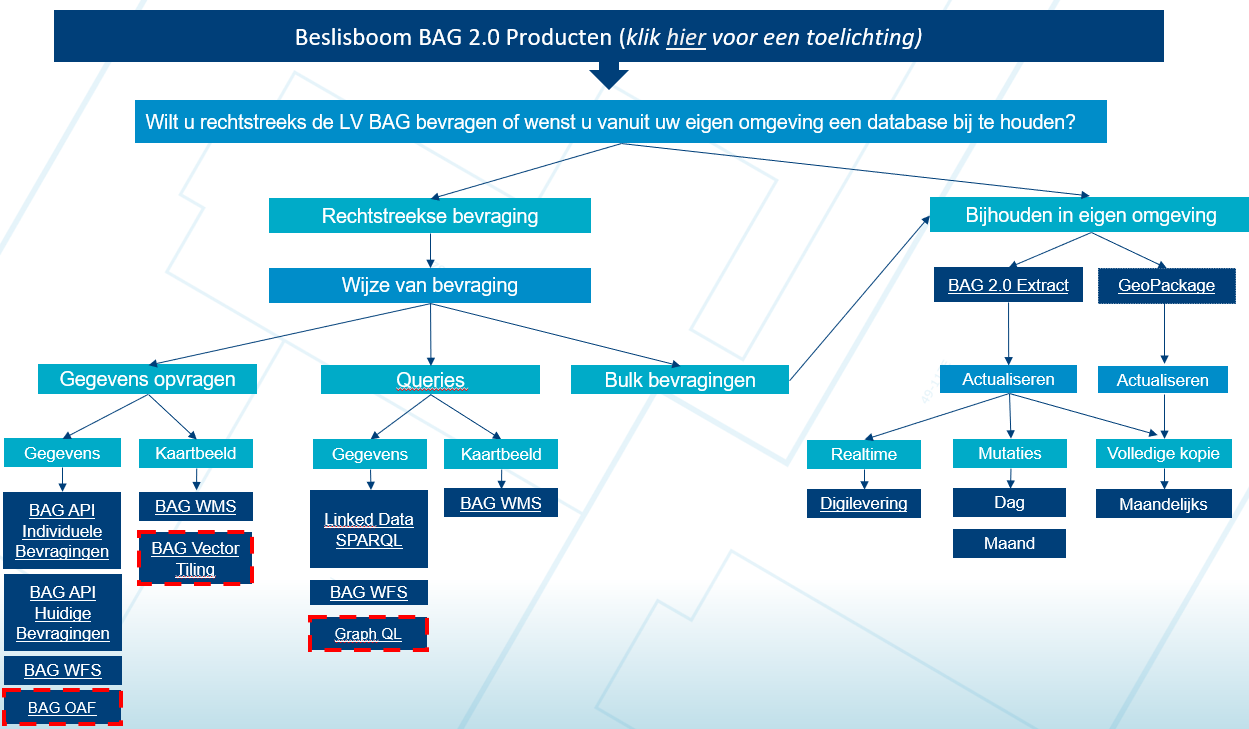 Beslisboom BAG 2.0 Producten (klik hier voor een toelichting)
Wilt u rechtstreeks de LV BAG bevragen of wenst u vanuit uw eigen omgeving een database bij te houden?
Rechtstreekse bevraging
Bijhouden in eigen omgeving
Wijze van bevraging
BAG 2.0 Extract
GeoPackage
Gegevens opvragen
Queries
Bulk bevragingen
Actualiseren
Actualiseren
Gegevens
Kaartbeeld
Gegevens
Kaartbeeld
Realtime
Mutaties
Volledige kopie
BAG API
Individuele
Bevragingen
BAG WMS
BAG Vector
Tiling
Linked Data
SPARQL
BAG WMS
Digilevering
Dag
Maandelijks
Maand
BAG API
Huidige
Bevragingen
BAG WFS
Graph QL
BAG WFS
BAG OAF